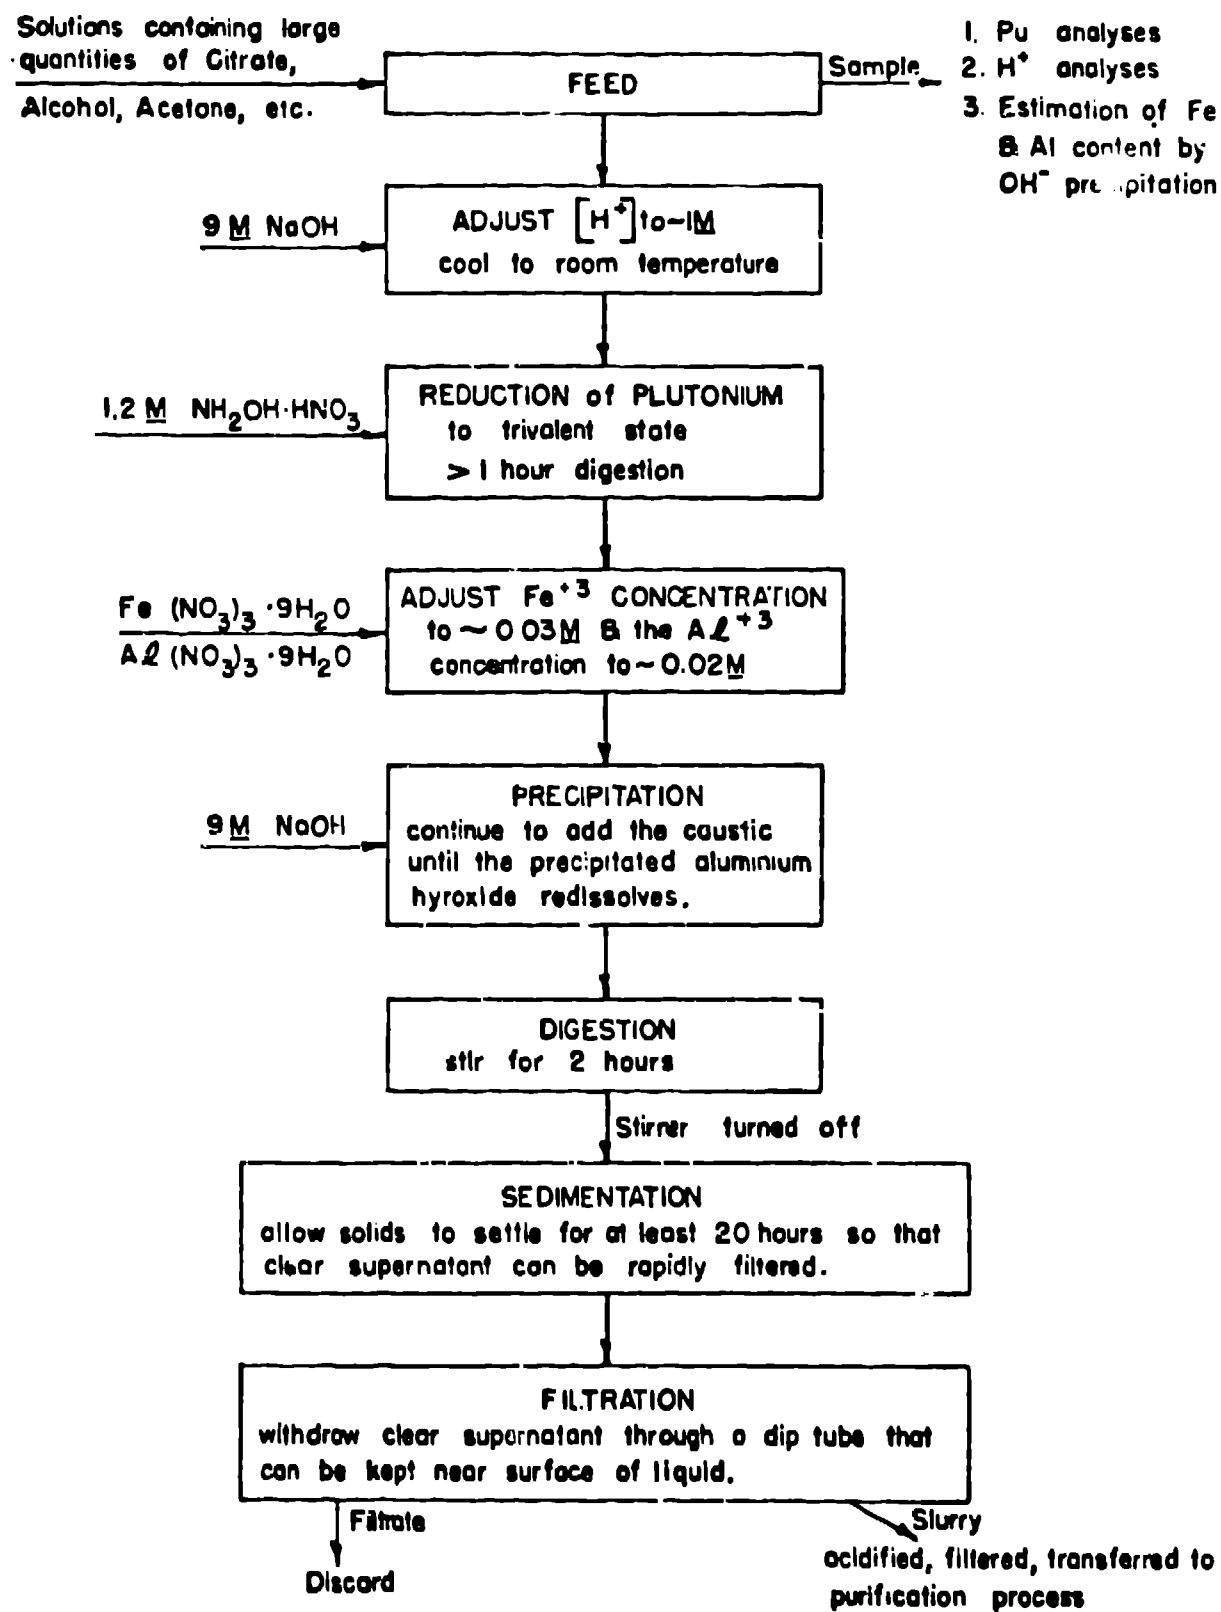 Solutions containing large
quantities of Citrate,
Alcohol, Acetone, etc.
FEED
Sample
1. Pu analyses
2. H⁺ analyses
3. Estimation of Fe
& Al content by
OH⁻
9 M NaOH
ADJUST [H⁺] to ~1M
cool to room temperature
1.2 M NH₂OH·HNO₃
REDUCTION of PLUTONIUM
to trivalent state
> 1 hour digestion
Fe (NO₃)₃ ·9H₂O
Al (NO₃)₃ ·9H₂O
ADJUST Fe⁺³ CONCENTRATION
to ~ 0.03M & the Al⁺³
concentration to ~ 0.02M
9 M NaOH
PRECIPITATION
continue to add the caustic
until the precipitated aluminium
hyroxide redissolves.
DIGESTION
stir for 2 hours
Stirrer turned off
SEDIMENTATION
allow solids to settle for at least 20 hours so that
clear supernatant can be rapidly filtered.
FILTRATION
withdraw clear supernatant through a dip tube that
can be kept near surface of liquid.
Filtrate
Discard
Slurry
acidified, filtered, transferred to
purification process